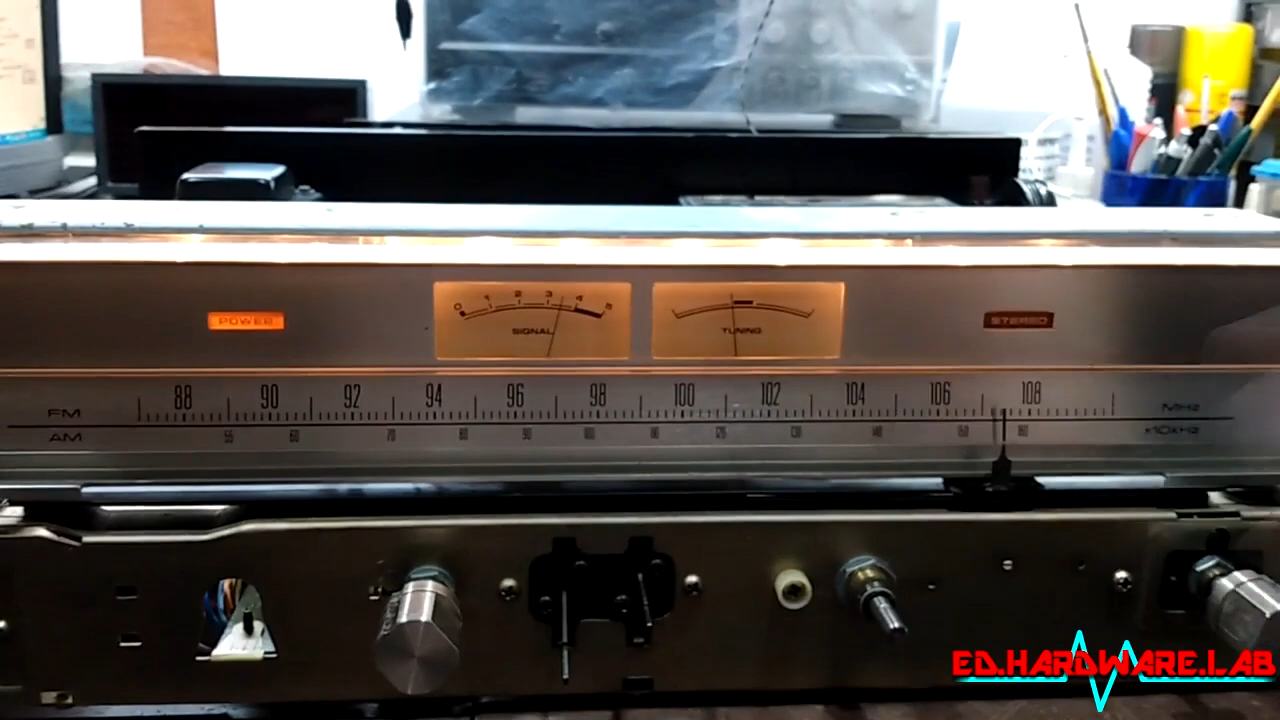 0 1 2 3 4 5
SIGNAL
TUNING
POWER
STEREO
FM 88 90 92 94 96 98 100 102 104 106 108 MHz
AM 55 60 70 80 90 100 110 120 130 140 150 160 x10kHz
ED.HARDWARE.LAB